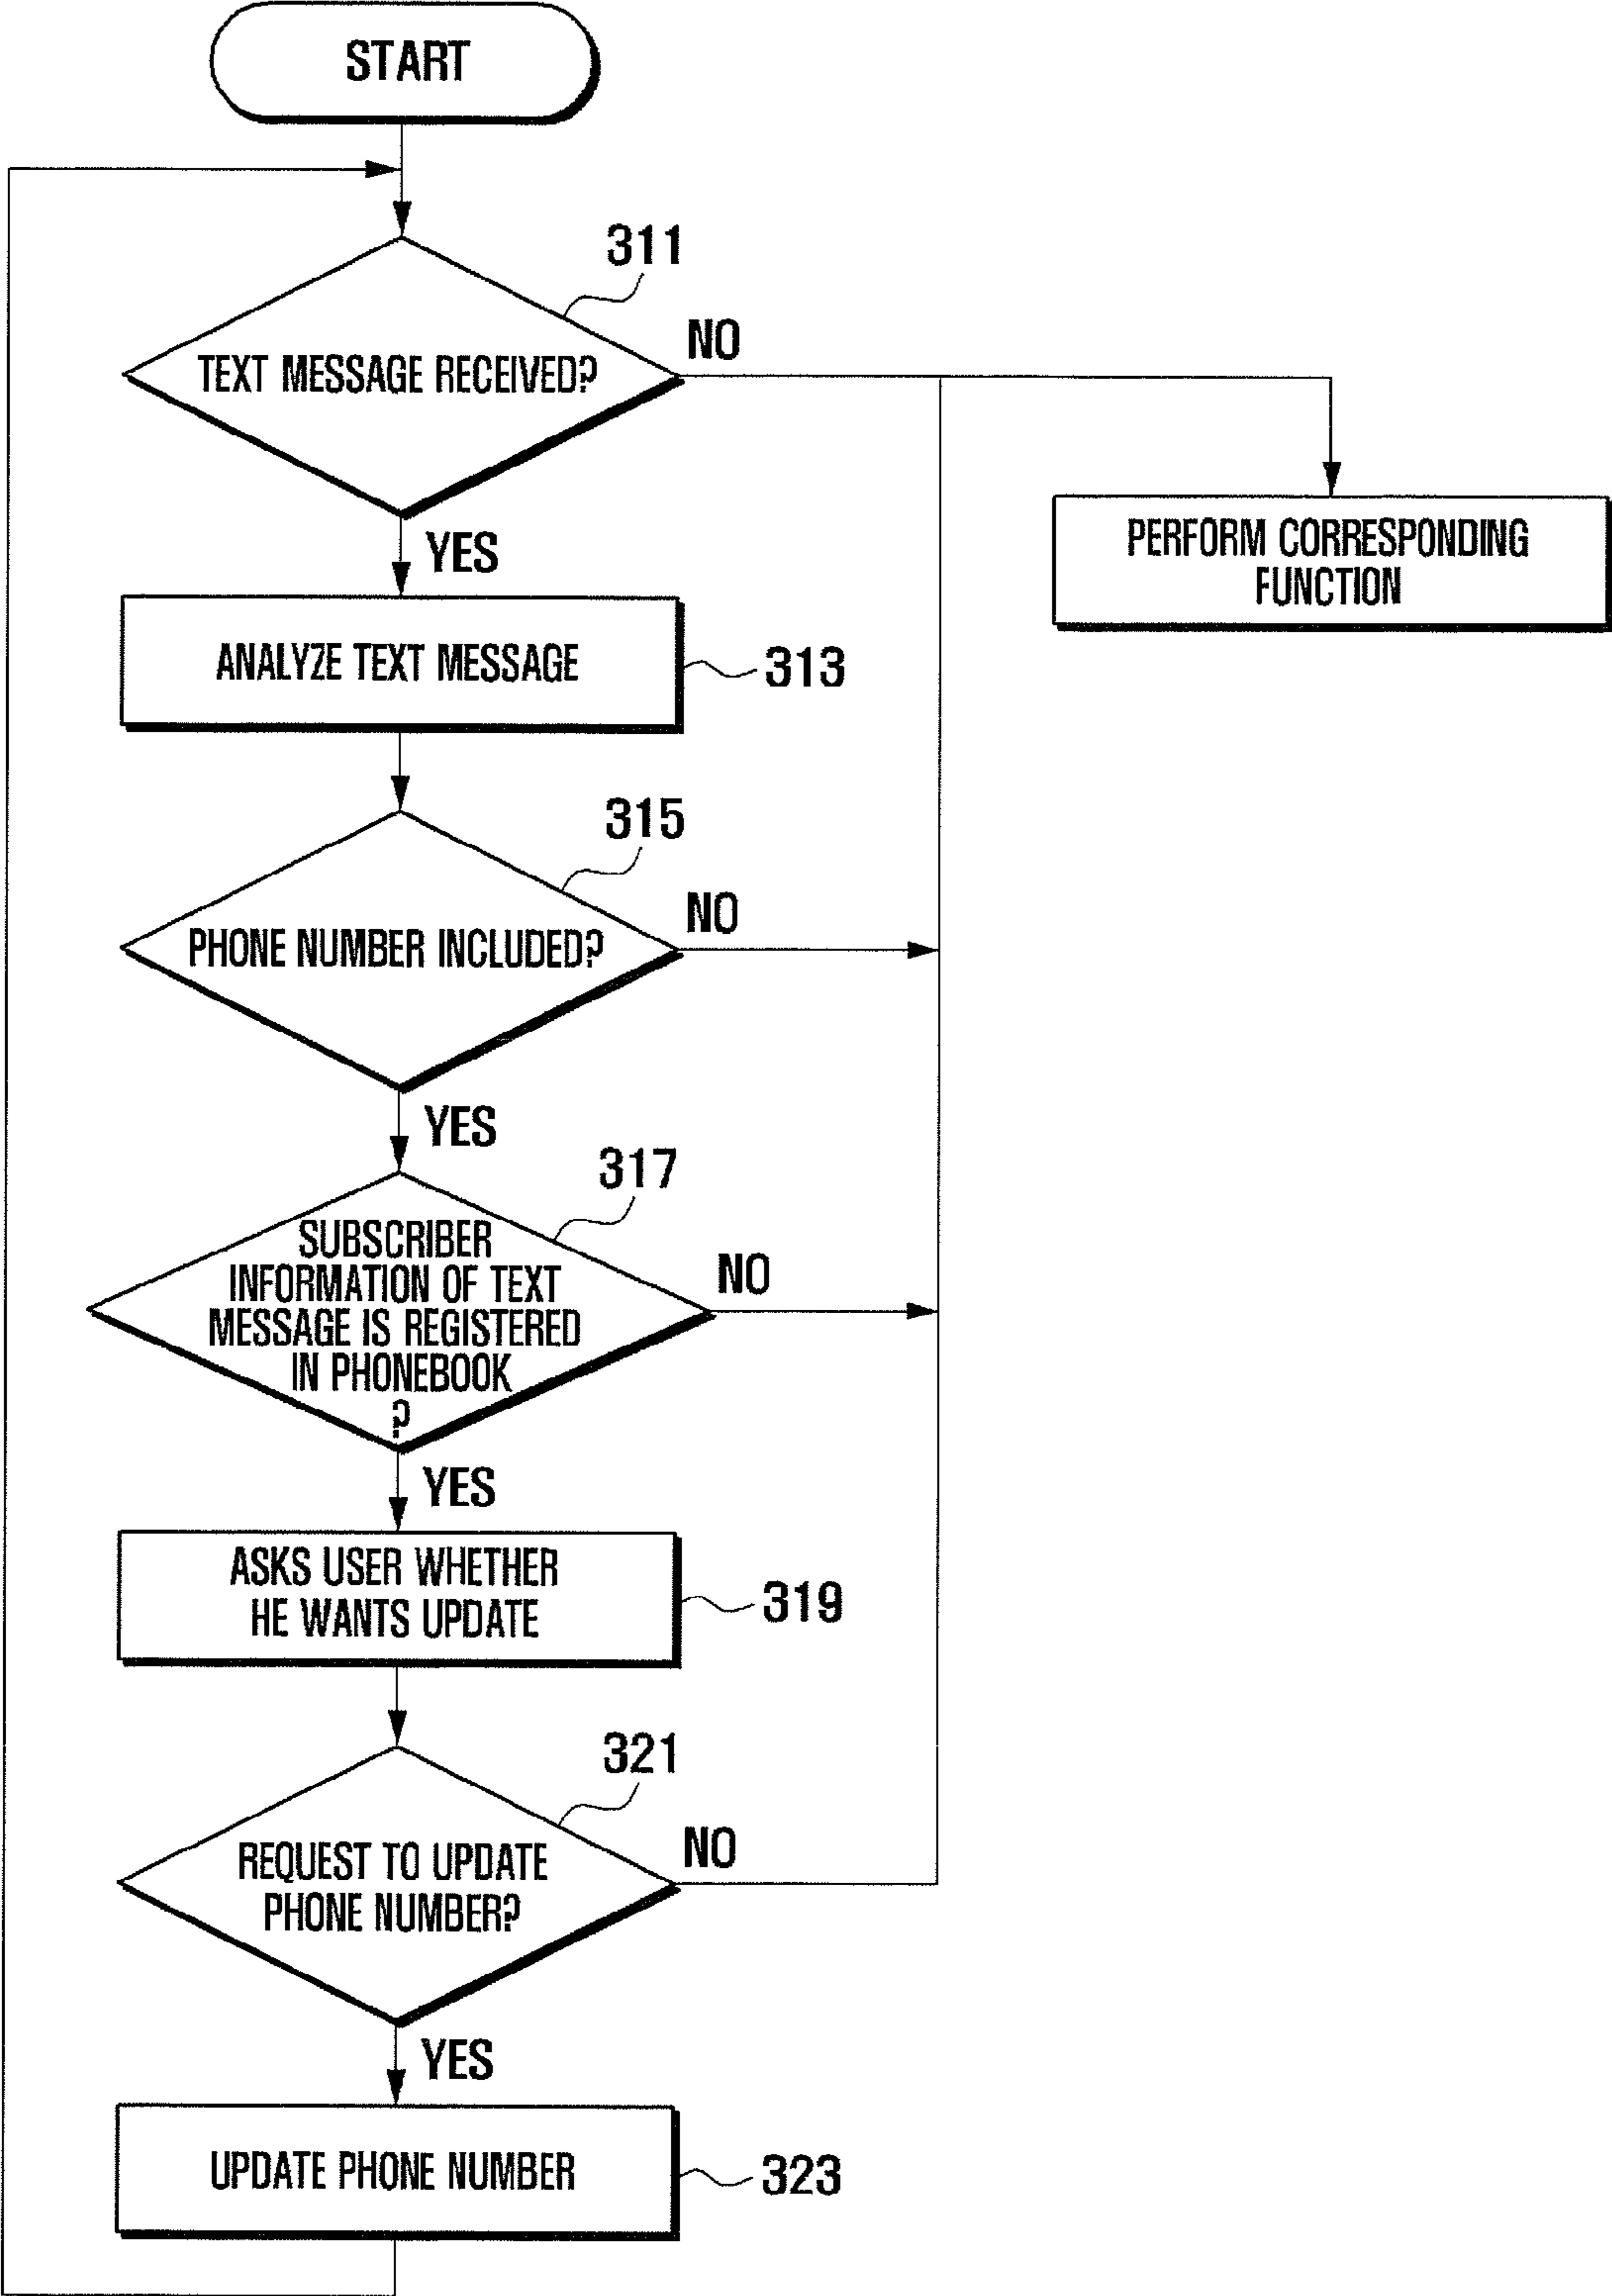 START
311
NO
TEXT MESSAGE RECEIVED?
YES
PERFORM CORRESPONDING
FUNCTION
ANALYZE TEXT MESSAGE
313
315
NO
PHONE NUMBER INCLUDED?
YES
317
SUBSCRIBER
INFORMATION OF TEXT
MESSAGE IS REGISTERED
IN PHONEBOOK
?
NO
YES
ASKS USER WHETHER
HE WANTS UPDATE
319
321
NO
REQUEST TO UPDATE
PHONE NUMBER?
YES
UPDATE PHONE NUMBER
323